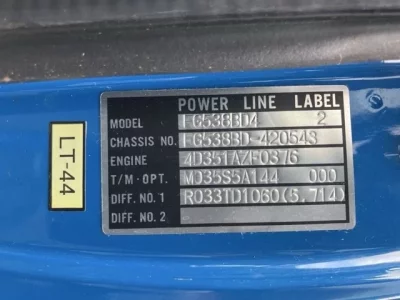 POWER LINE LABEL
MODEL FG538BD4 2
CHASSIS NO. FG538BD-420543
ENGINE 4D35TAZF0376
T/M·OPT. M035S5A144 000
DIFF. NO. 1 R033TD1060(5.714)
DIFF. NO. 2
LT-44